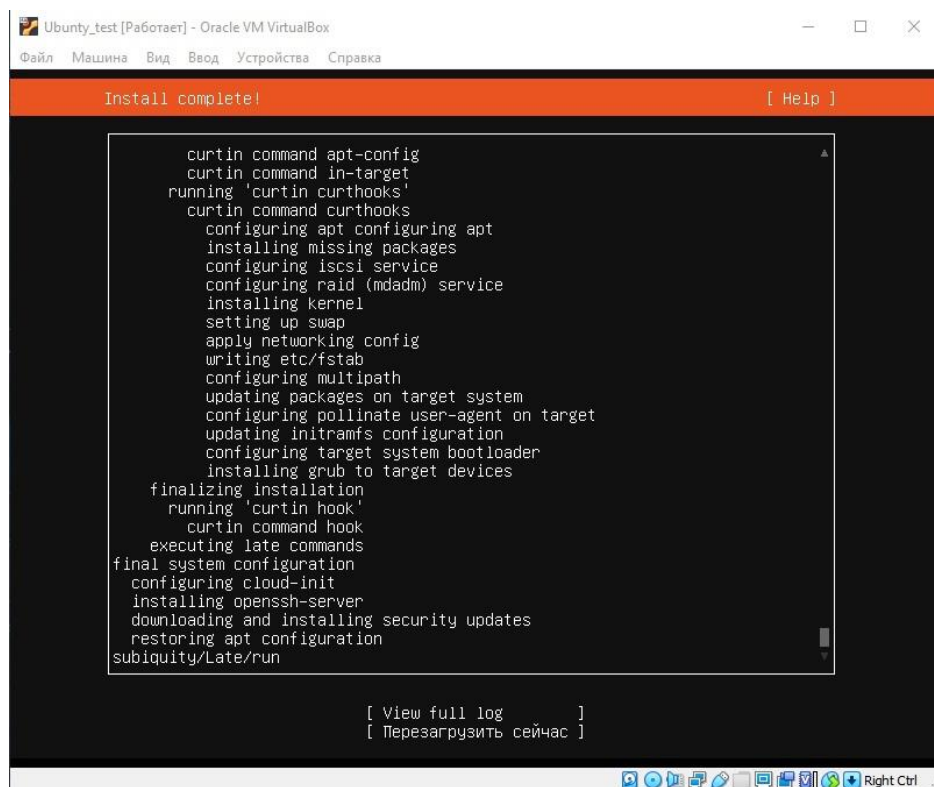 Ubunty_test [Работает] - Oracle VM VirtualBox
Файл Машина Вид Ввод Устройства Справка
Install complete! [ Help ]
curtin command apt-config
curtin command in-target
running 'curtin curthooks'
curtin command curthooks
configuring apt configuring apt
installing missing packages
configuring iscsi service
configuring raid (mdadm) service
installing kernel
setting up swap
apply networking config
writing etc/fstab
configuring multipath
updating packages on target system
configuring pollinate user-agent on target
updating initramfs configuration
configuring target system bootloader
installing grub to target devices
finalizing installation
running 'curtin hook'
curtin command hook
executing late commands
final system configuration
configuring cloud-init
installing openssh-server
downloading and installing security updates
restoring apt configuration
subiquity/Late/run
[ View full log ]
[ Перезагрузить сейчас ]
Right Ctrl